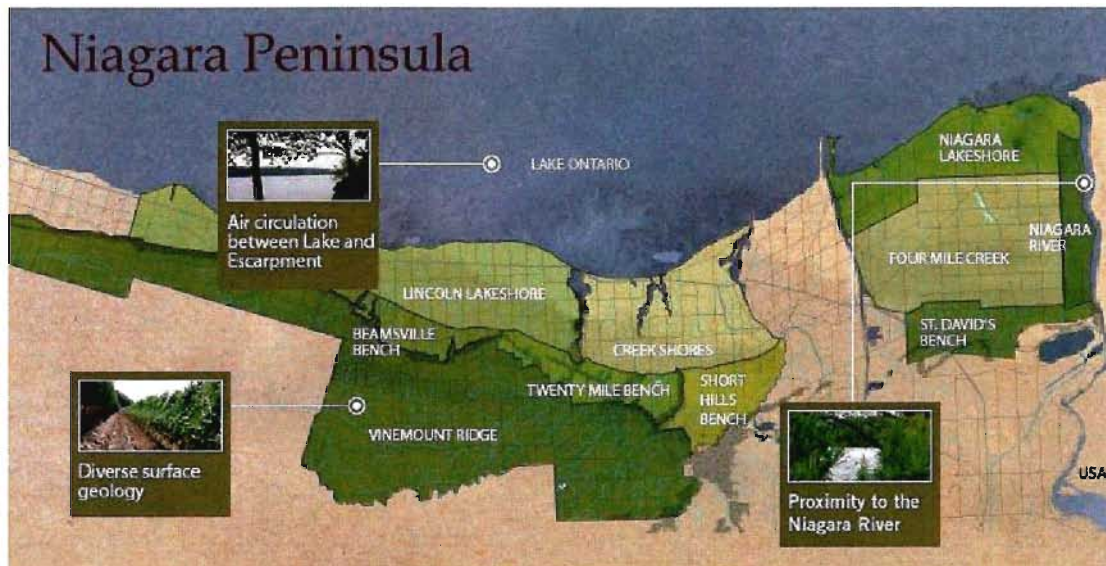 Niagara Peninsula
LAKE ONTARIO
Air circulation
between Lake and
Escarpment
NIAGARA
LAKESHORE
NIAGARA
RIVER
FOUR MILE CREEK
LINCOLN LAKESHORE
ST. DAVID'S
BENCH
BEAMSVILLE
BENCH
CREEK SHORES
TWENTY MILE BENCH
SHORT
HILLS
BENCH
VINEMOUNT RIDGE
Diverse surface
geology
Proximity to the
Niagara River
USA